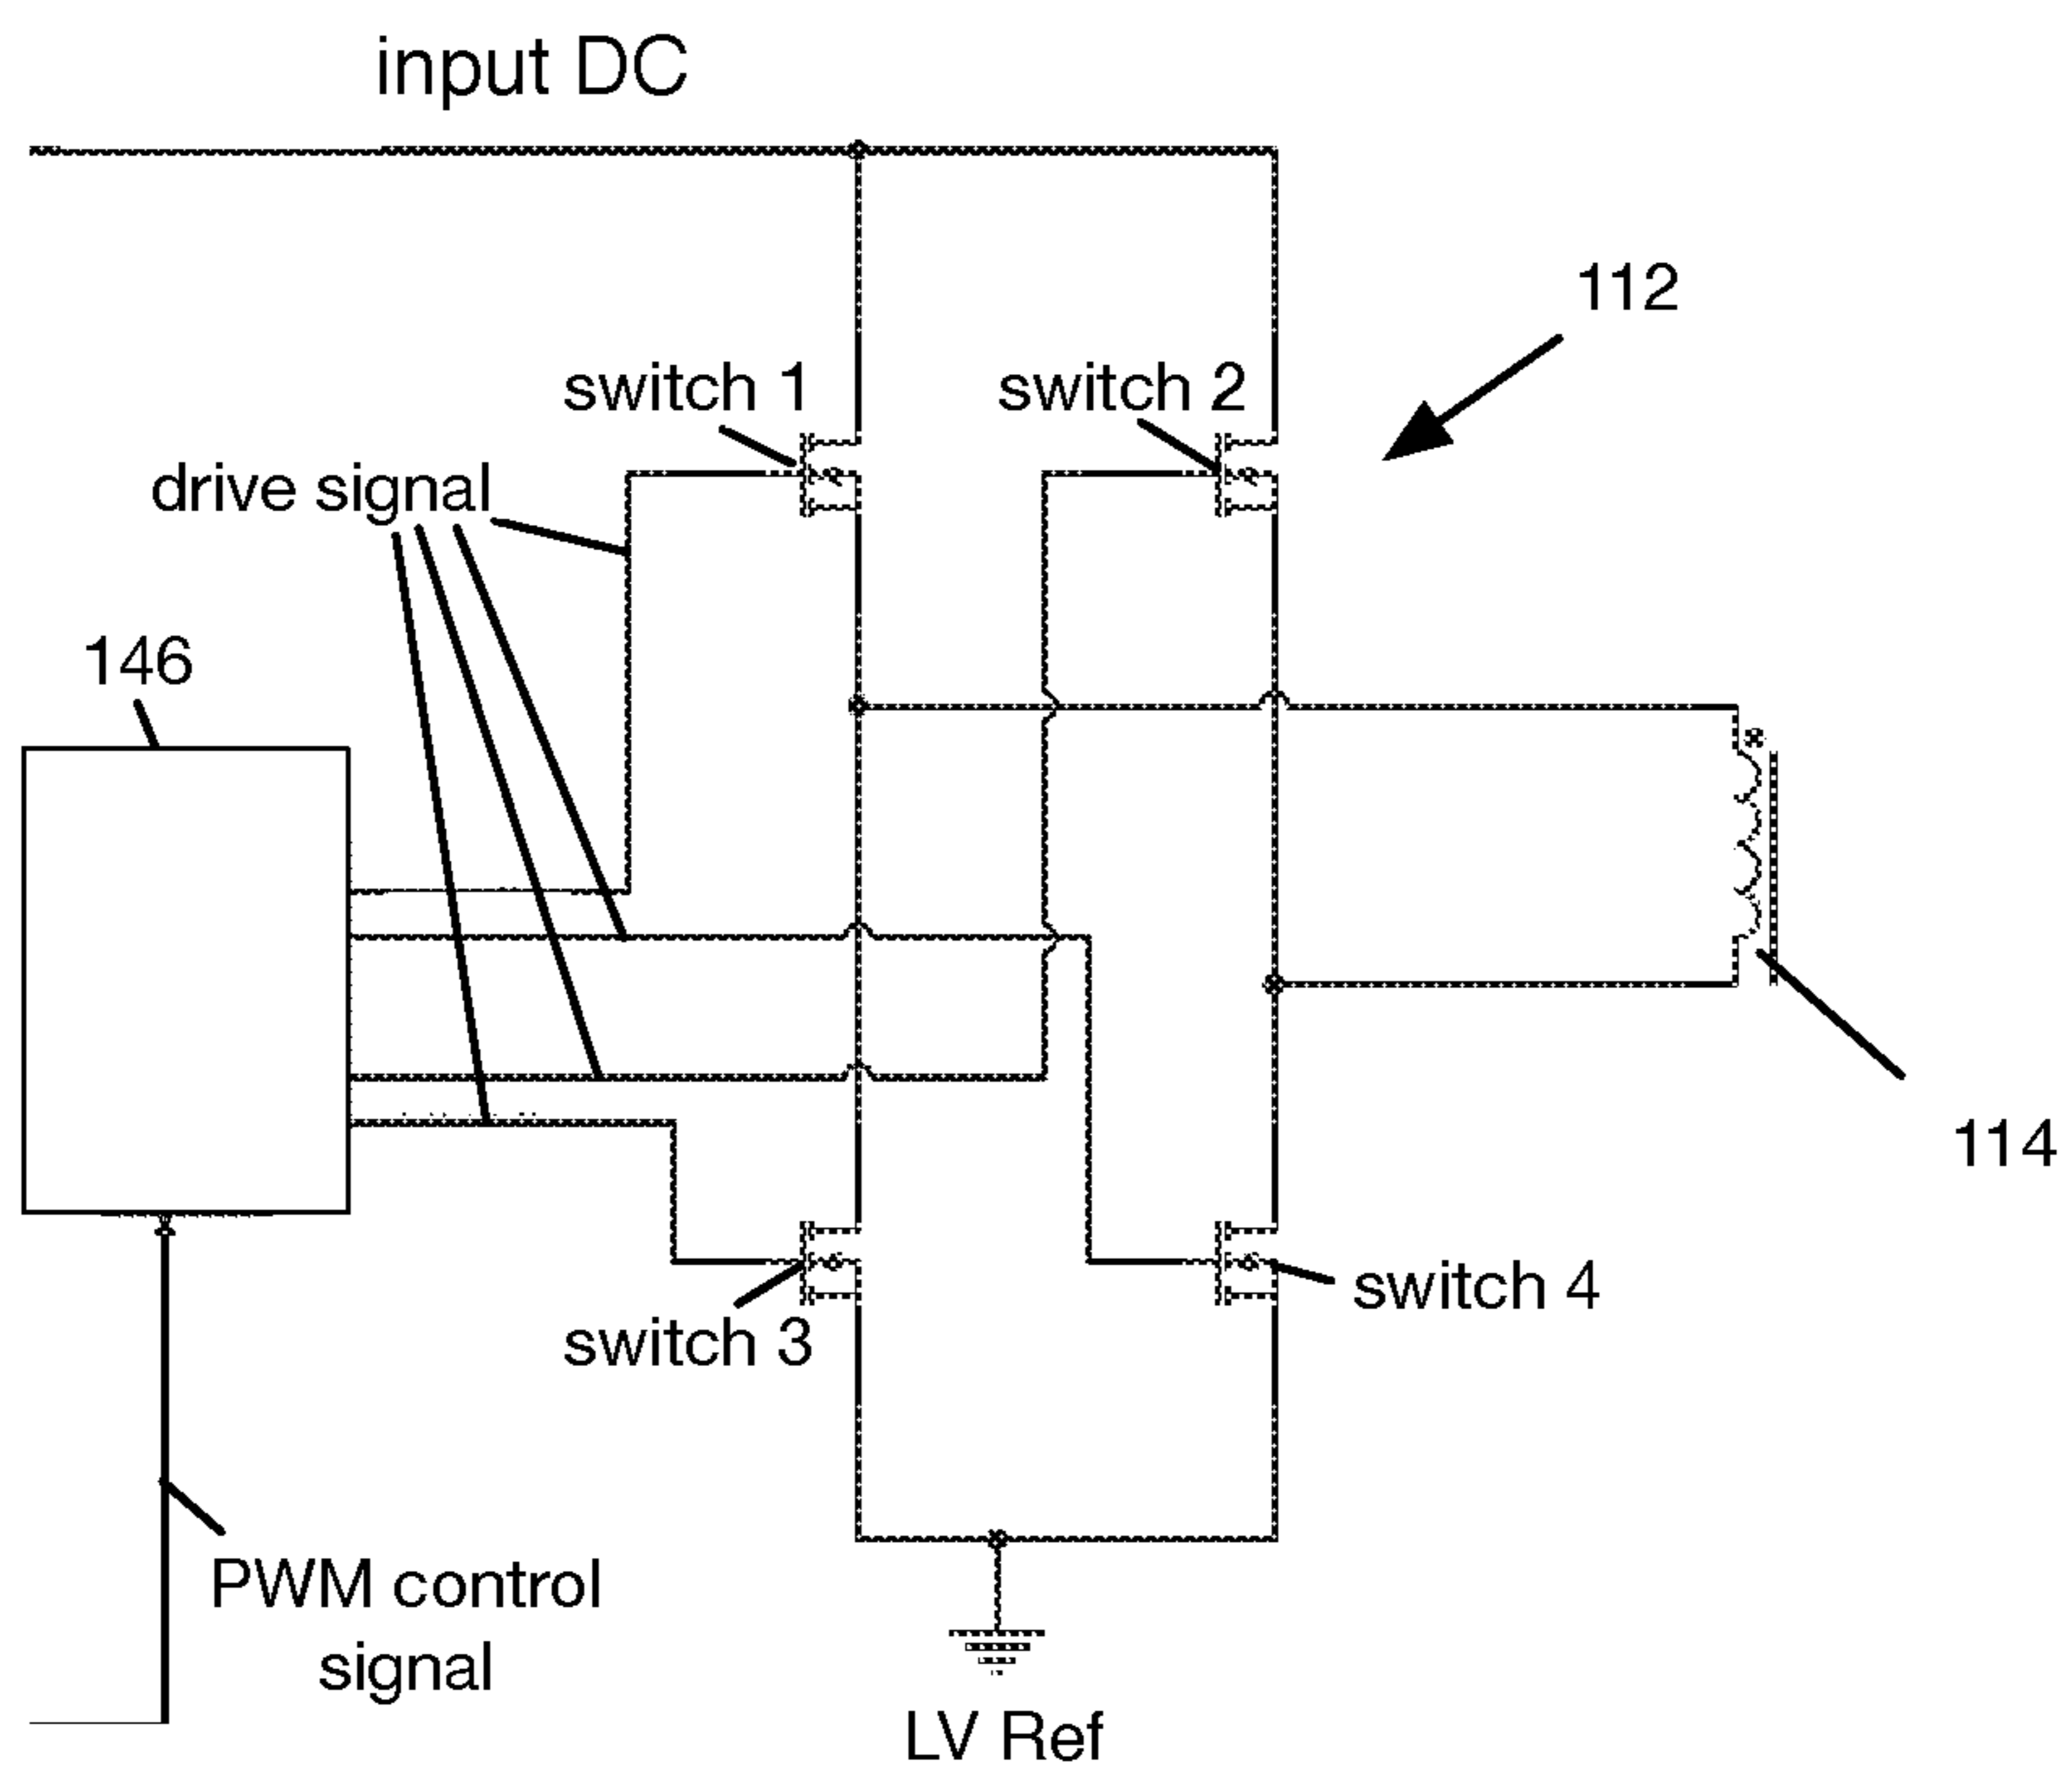 input DC
112
switch 1
switch 2
drive signal
146
114
switch 3
switch 4
PWM control
signal
LV Ref